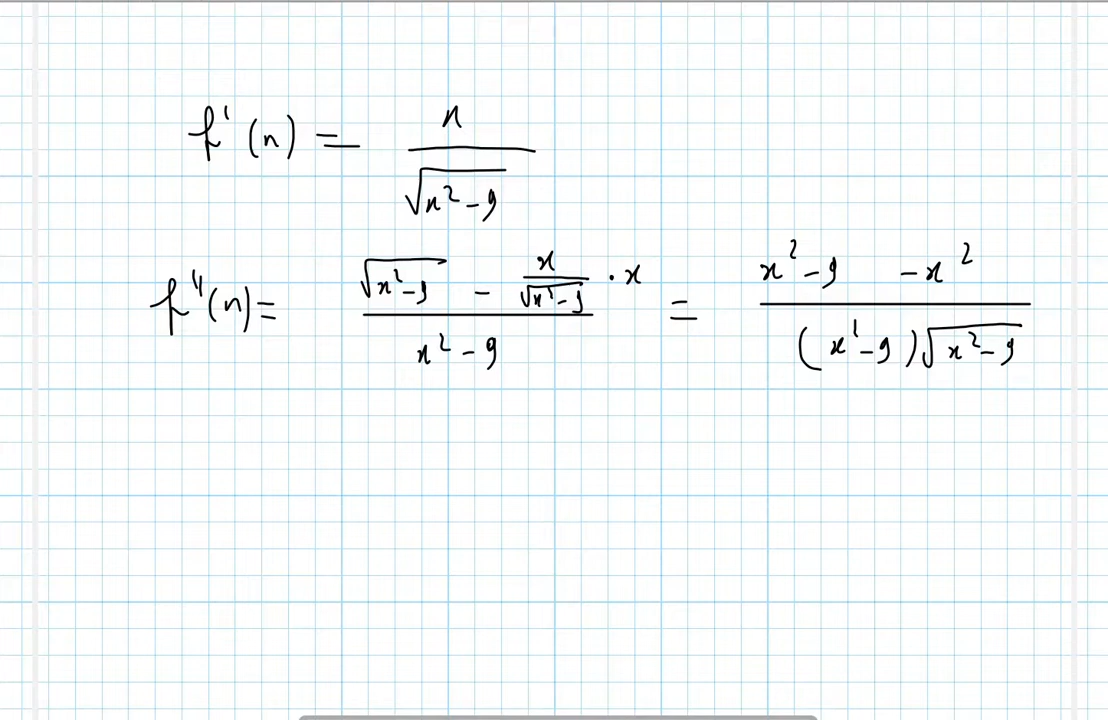 f'(x) = x / √(x² - 9)
f''(x) = (√(x² - 9) - x/√(x² - 9) · x) / (x² - 9) = (x² - 9 - x²) / ((x² - 9)√(x² - 9))